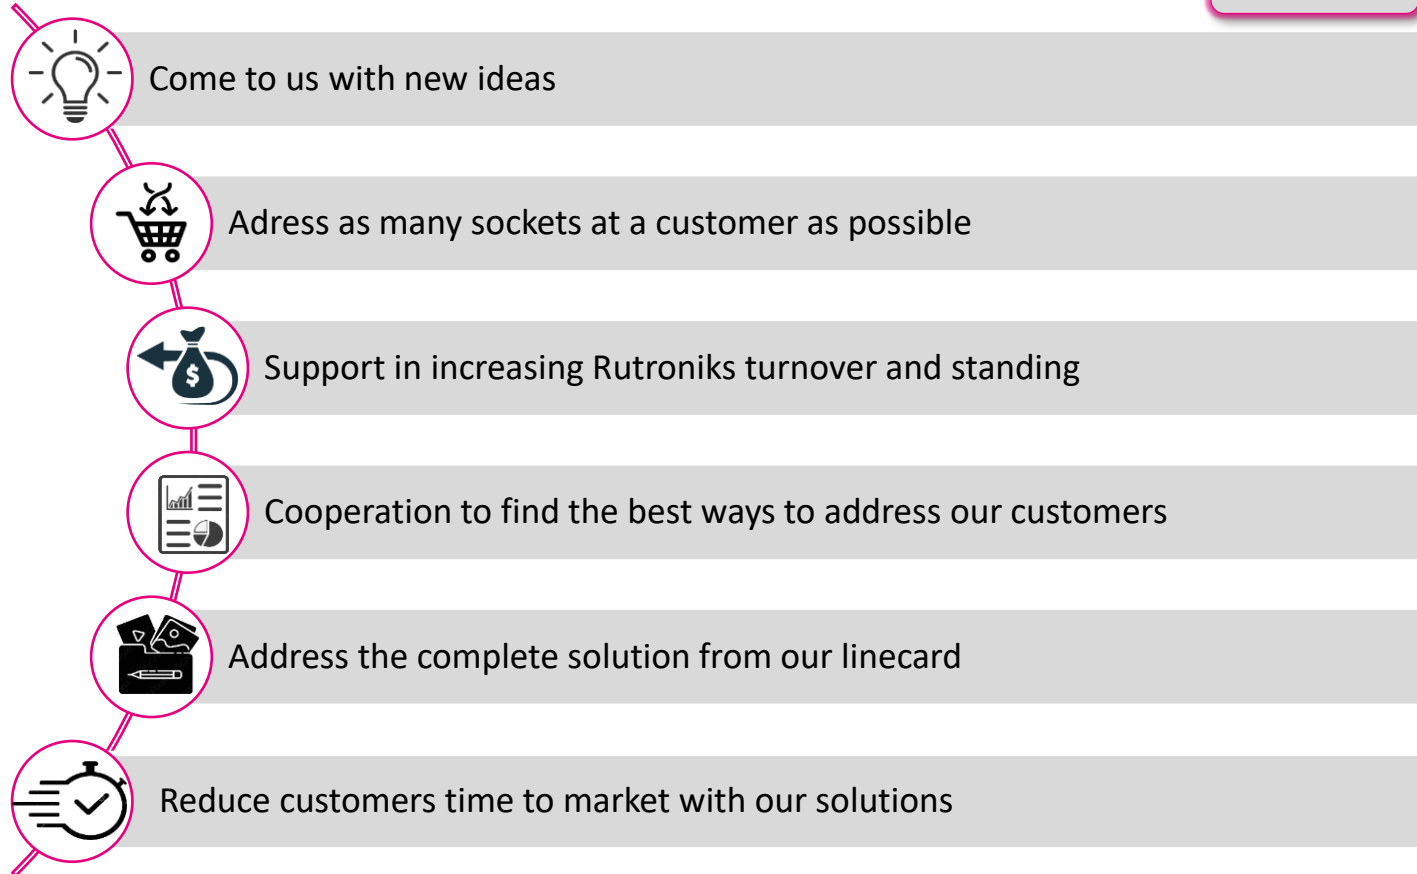 Come to us with new ideas
Adress as many sockets at a customer as possible
Support in increasing Rutroniks turnover and standing
Cooperation to find the best ways to address our customers
Address the complete solution from our linecard
Reduce customers time to market with our solutions